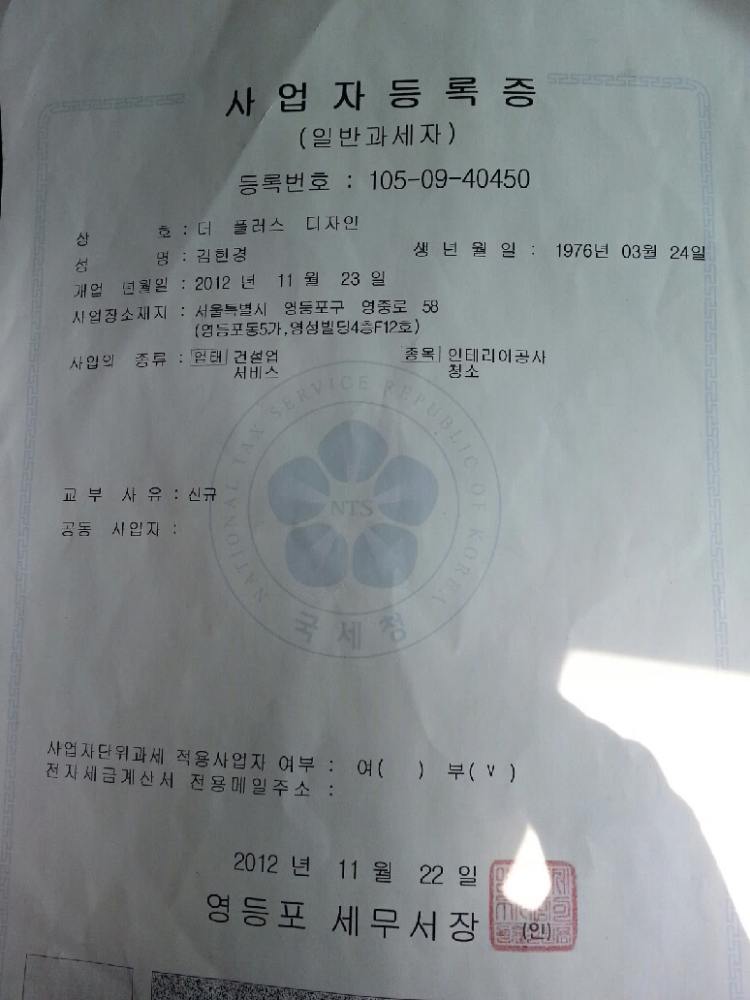 사업자등록증
(일반과세자)
등록번호 : 105-09-40450
상 호 : 더 플러스 디자인
성 명 : 김현경 생년월일 : 1976년 03월 24일
개업 년월일 : 2012 년 11 월 23 일
사업장소재지 : 서울특별시 영등포구 영중로 58
(영등포동5가,영성빌딩4층F12호)
사업의 종류 : 업태 건설업 종목 인테리어공사
서비스 청소
NATIONAL TAX SERVICE REPUBLIC OF KOREA
NTS
국세청
교 부 사 유 : 신규
공동 사업자 :
사업자단위과세 적용사업자 여부 : 여( ) 부( v )
전자세금계산서 전용메일주소 :
2012 년 11 월 22 일
영등포 세무서장 (인)